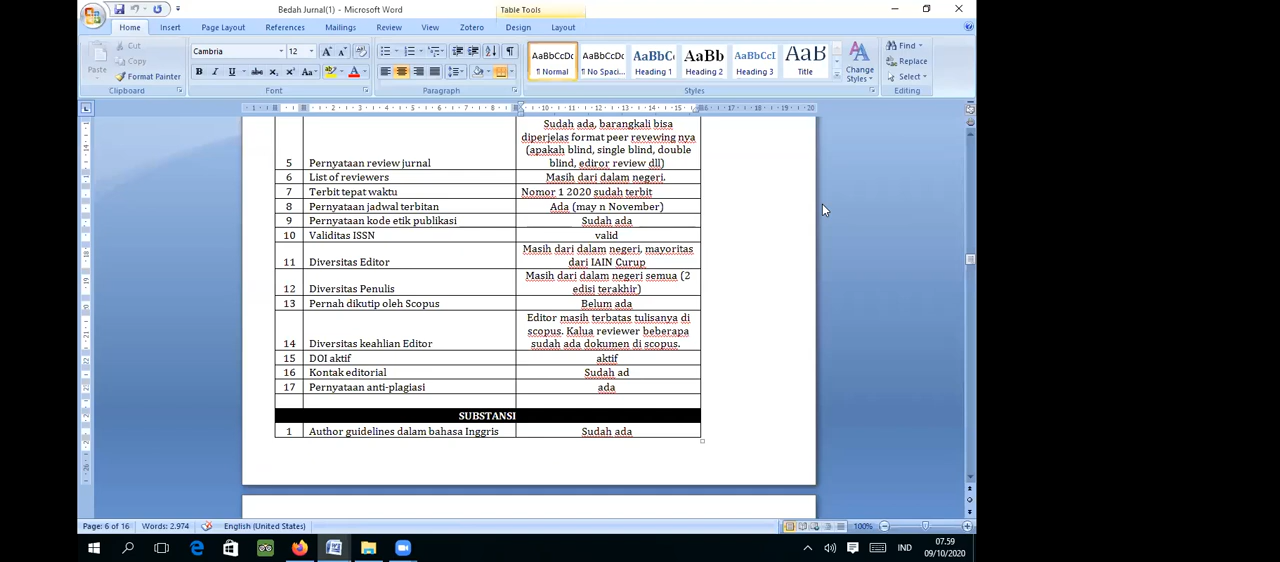 Bedah Jurnal(1) - Microsoft Word
Table Tools
Home Insert Page Layout References Mailings Review View Zotero Design Layout
Cut
Copy
Paste
Format Painter
Clipboard
Cambria 12
Font
Paragraph
AaBbCcDc AaBbCcDc AaBbC AaBb AaBbCcI AaB
¶ Normal ¶ No Spaci... Heading 1 Heading 2 Heading 3 Title
Change
Styles
Styles
Find
Replace
Select
Editing
Sudah ada, barangkali bisa
diperjelas format peer revewing nya
(apakah blind, single blind, double
blind, ediror review dll)
5 Pernyataan review jurnal
6 List of reviewers Masih dari dalam negeri.
7 Terbit tepat waktu Nomor 1 2020 sudah terbit
8 Pernyataan jadwal terbitan Ada (may n November)
9 Pernyataan kode etik publikasi Sudah ada
10 Validitas ISSN valid
Masih dari dalam negeri, mayoritas
11 Diversitas Editor dari IAIN Curup
Masih dari dalam negeri semua (2
12 Diversitas Penulis edisi terakhir)
13 Pernah dikutip oleh Scopus Belum ada
Editor masih terbatas tulisanya di
scopus. Kalua reviewer beberapa
14 Diversitas keahlian Editor sudah ada dokumen di scopus.
15 DOI aktif aktif
16 Kontak editorial Sudah ad
17 Pernyataan anti-plagiasi ada
SUBSTANSI
1 Author guidelines dalam bahasa Inggris Sudah ada
Page: 6 of 16 Words: 2.974 English (United States) 100%
IND
07.59
09/10/2020